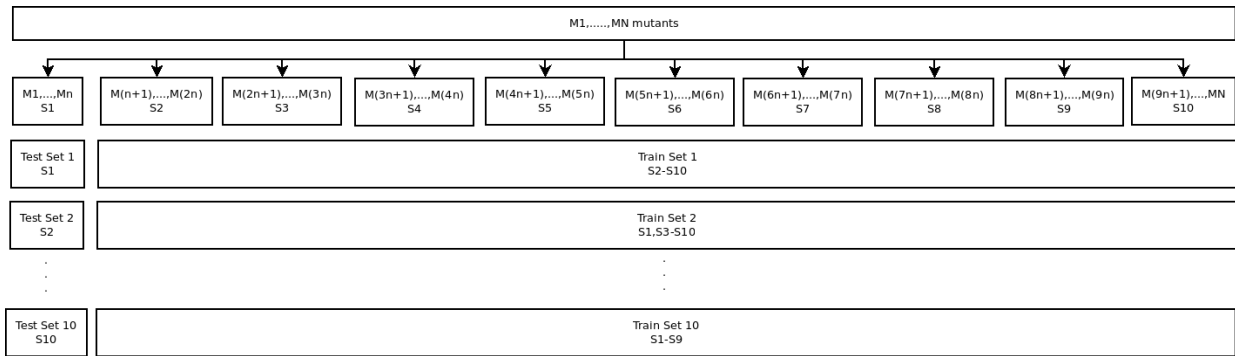 M1,.....,MN mutants
M1,...,Mn
S1
M(n+1),...,M(2n)
S2
M(2n+1),...,M(3n)
S3
M(3n+1),...,M(4n)
S4
M(4n+1),...,M(5n)
S5
M(5n+1),...,M(6n)
S6
M(6n+1),...,M(7n)
S7
M(7n+1),...,M(8n)
S8
M(8n+1),...,M(9n)
S9
M(9n+1),...,MN
S10
Test Set 1
S1
Train Set 1
S2-S10
Test Set 2
S2
Train Set 2
S1,S3-S10
.
.
.
.
.
.
Test Set 10
S10
Train Set 10
S1-S9